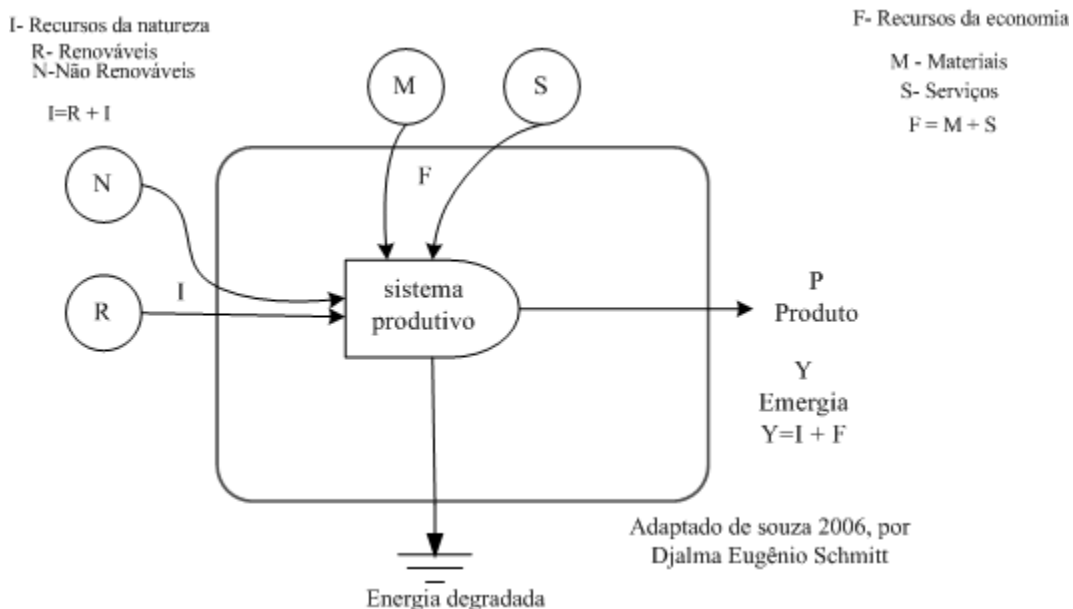 I- Recursos da natureza
R- Renováveis
N-Não Renováveis
I=R + I
F- Recursos da economia
M - Materiais
S- Serviços
F = M + S
M
S
N
F
R
I
sistema
produtivo
P
Produto
Y
Emergia
Y=I + F
Adaptado de souza 2006, por
Djalma Eugênio Schmitt
Energia degradada